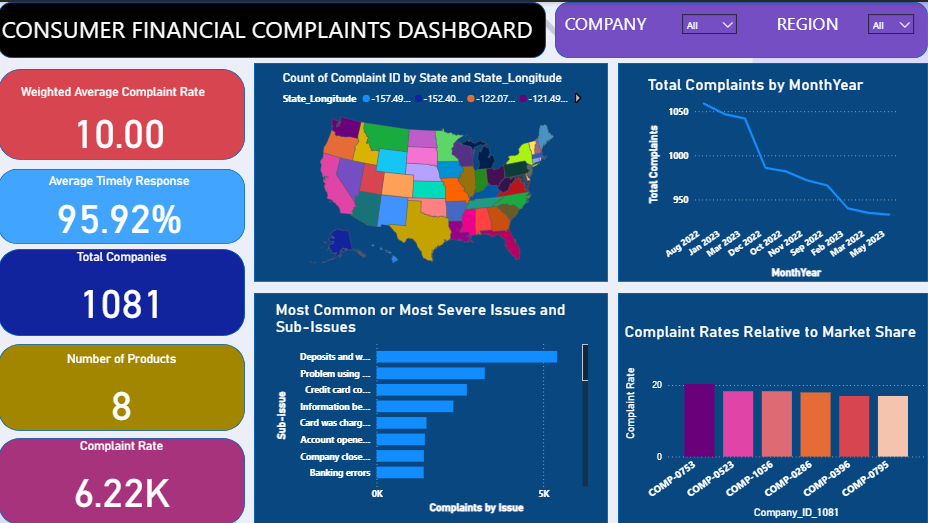 CONSUMER FINANCIAL COMPLAINTS DASHBOARD
COMPANY
All
REGION
All
Weighted Average Complaint Rate
10.00
Average Timely Response
95.92%
Total Companies
1081
Number of Products
8
Complaint Rate
6.22K
Count of Complaint ID by State and State_Longitude
State_Longitude -157.49... -152.40... -122.07... -121.49...
Total Complaints by MonthYear
Total Complaints
1050
1000
950
Aug 2022
Jan 2023
Mar 2023
Dec 2022
Oct 2022
Nov 2022
Sep 2022
Feb 2023
Mar 2022
May 2023
MonthYear
Most Common or Most Severe Issues and
Sub-Issues
Sub-Issue
Deposits and w...
Problem using ...
Credit card co...
Information be...
Card was charg...
Account opene...
Company close...
Banking errors
0K
5K
Complaints by Issue
Complaint Rates Relative to Market Share
Complaint Rate
20
0
COMP-0753
COMP-0523
COMP-1056
COMP-0286
COMP-0396
COMP-0795
Company_ID_1081